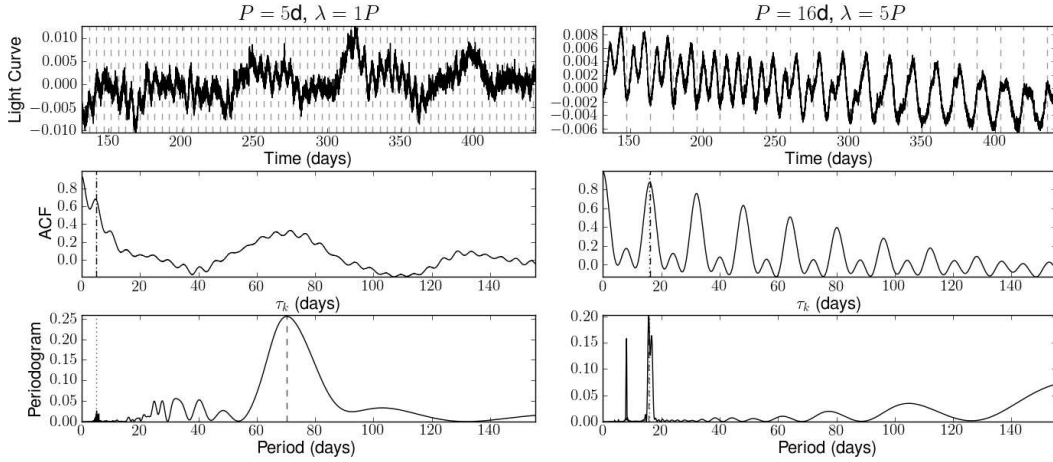 P = 5d, λ = 1P
Light Curve
0.010
0.005
0.000
−0.005
−0.010
150 200 250 300 350 400
Time (days)
ACF
0.8
0.6
0.4
0.2
0.0
0 20 40 60 80 100 120 140
τk (days)
Periodogram
0.25
0.20
0.15
0.10
0.05
0.00
0 20 40 60 80 100 120 140
Period (days)
P = 16d, λ = 5P
0.008
0.006
0.004
0.002
0.000
−0.002
−0.004
−0.006
150 200 250 300 350 400
Time (days)
0.8
0.6
0.4
0.2
0.0
0 20 40 60 80 100 120 140
τk (days)
0.20
0.15
0.10
0.05
0.00
0 20 40 60 80 100 120 140
Period (days)